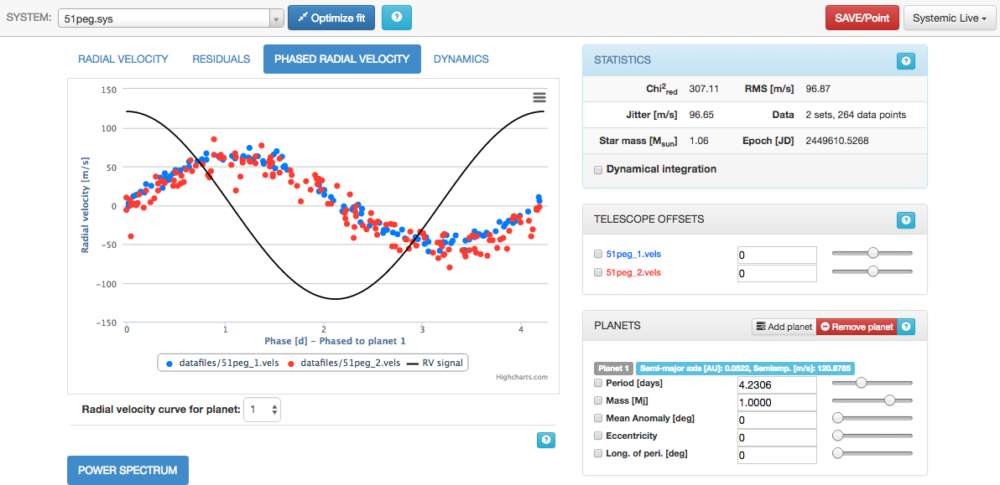 SYSTEM: 51peg.sys Optimize fit ? SAVE/Point Systemic Live
RADIAL VELOCITY RESIDUALS PHASED RADIAL VELOCITY DYNAMICS
150
100
50
0
-50
-100
-150
Radial velocity [m/s]
0 1 2 3 4
Phase [d] – Phased to planet 1
datafiles/51peg_1.vels datafiles/51peg_2.vels RV signal
Highcharts.com
Radial velocity curve for planet: 1
?
POWER SPECTRUM
STATISTICS ?
Chi²red 307.11 RMS [m/s] 96.87
Jitter [m/s] 96.65 Data 2 sets, 264 data points
Star mass [Msun] 1.06 Epoch [JD] 2449610.5268
Dynamical integration
TELESCOPE OFFSETS ?
51peg_1.vels 0
51peg_2.vels 0
PLANETS Add planet Remove planet ?
Planet 1 Semi-major axis [AU]: 0.0522, Semiamp. [m/s]: 120.8785
Period [days] 4.2306
Mass [Mj] 1.0000
Mean Anomaly [deg] 0
Eccentricity 0
Long. of peri. [deg] 0